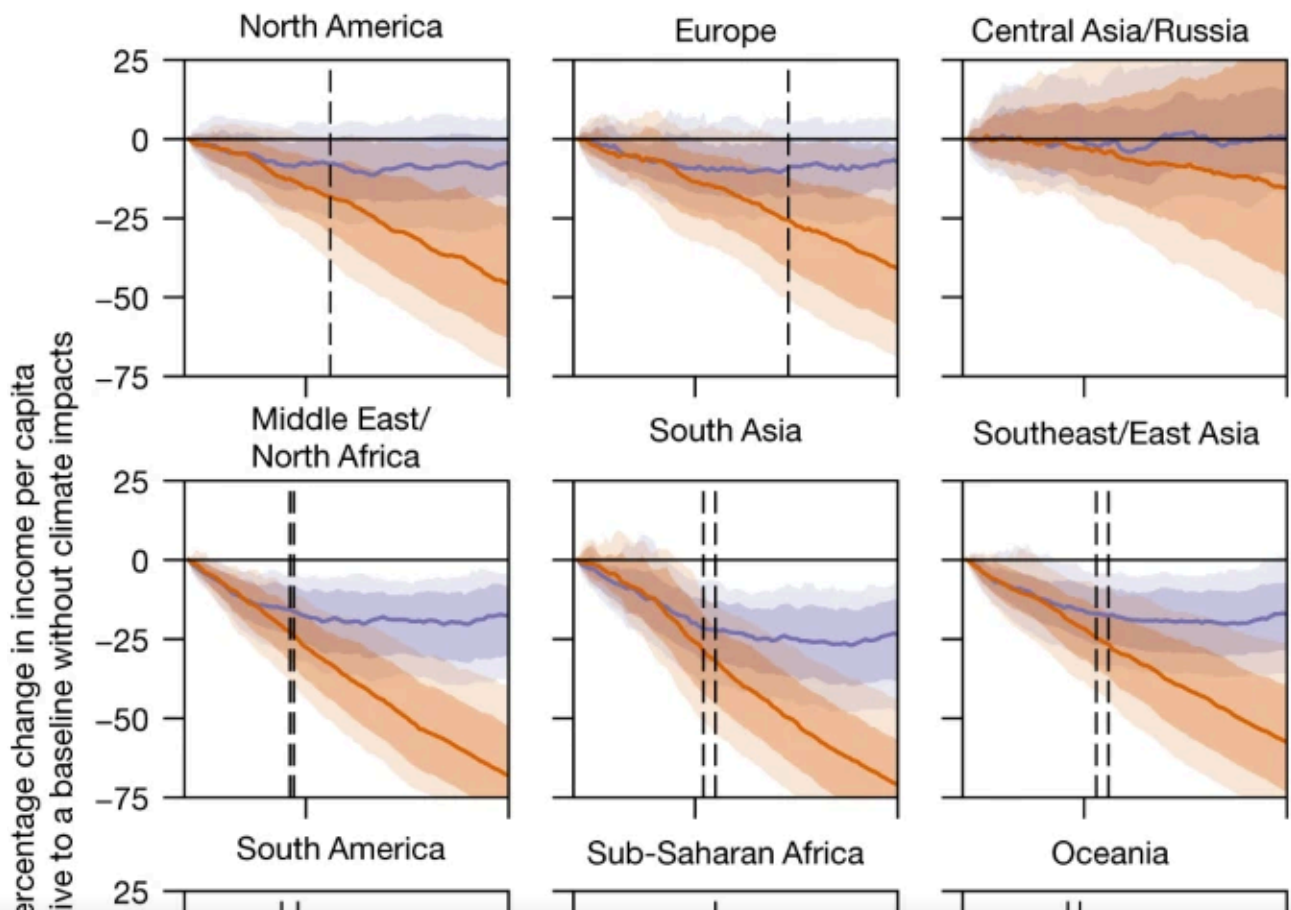 North America
Europe
Central Asia/Russia
25
0
−25
−50
−75
Middle East/
North Africa
South Asia
Southeast/East Asia
25
0
−25
−50
−75
ercentage change in income per capita
ive to a baseline without climate impacts
South America
Sub-Saharan Africa
Oceania
25